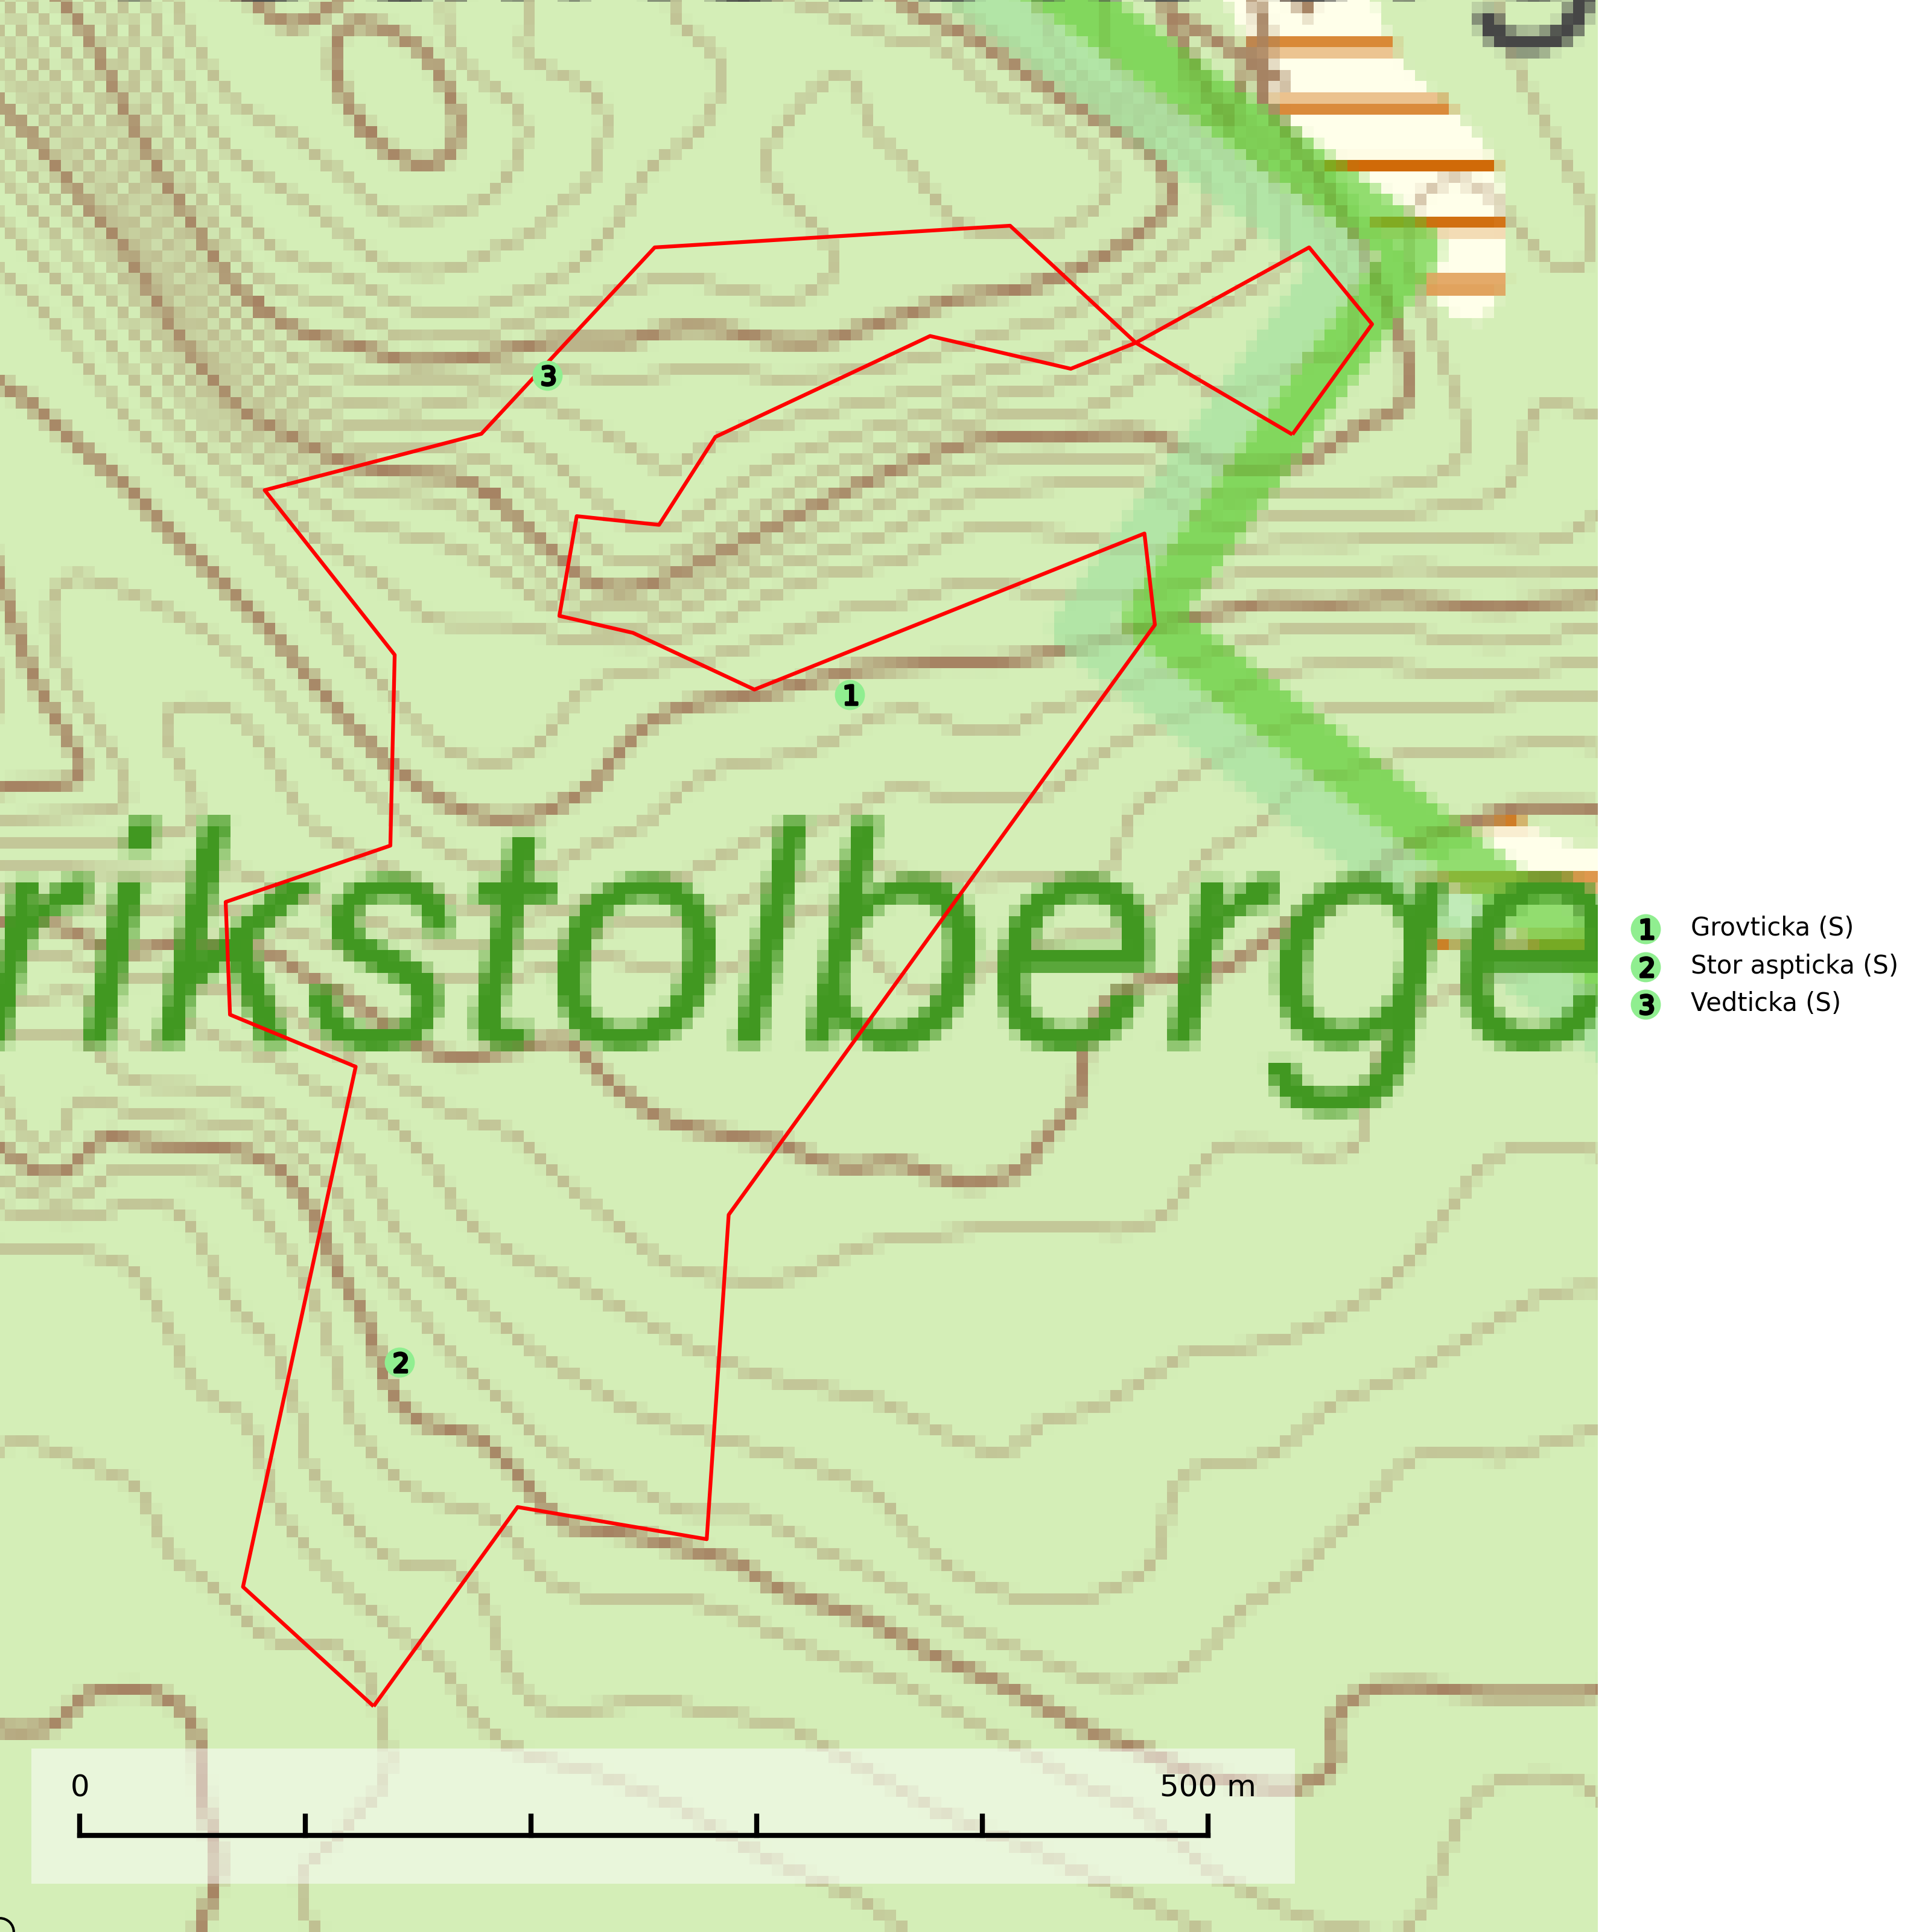 3
1
rikstolberge
2
0 500 m
1 Grovticka (S)
2 Stor aspticka (S)
3 Vedticka (S)